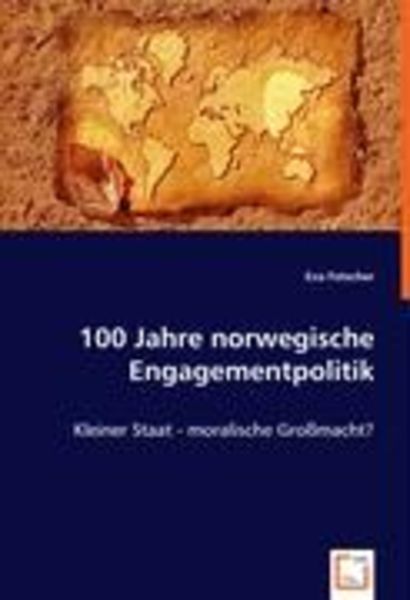 100 Jahre norwegische
Engagementpolitik
Kleiner Staat - moralische Großmacht?